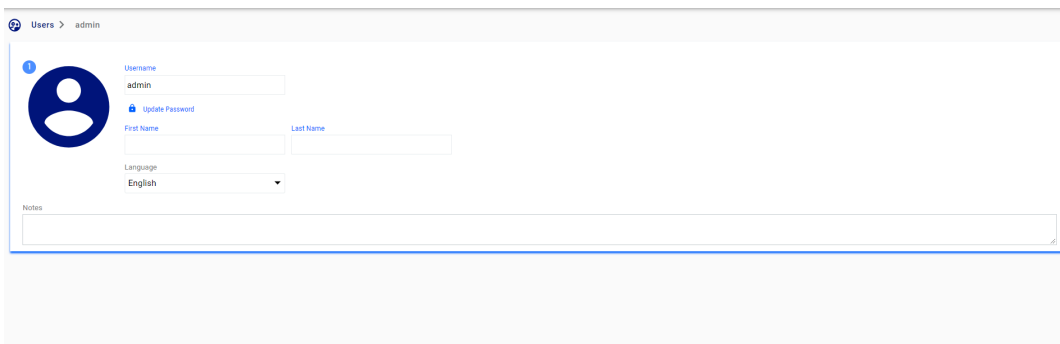 Users > admin
1
Username
admin
Update Password
First Name Last Name
Language
English
Notes